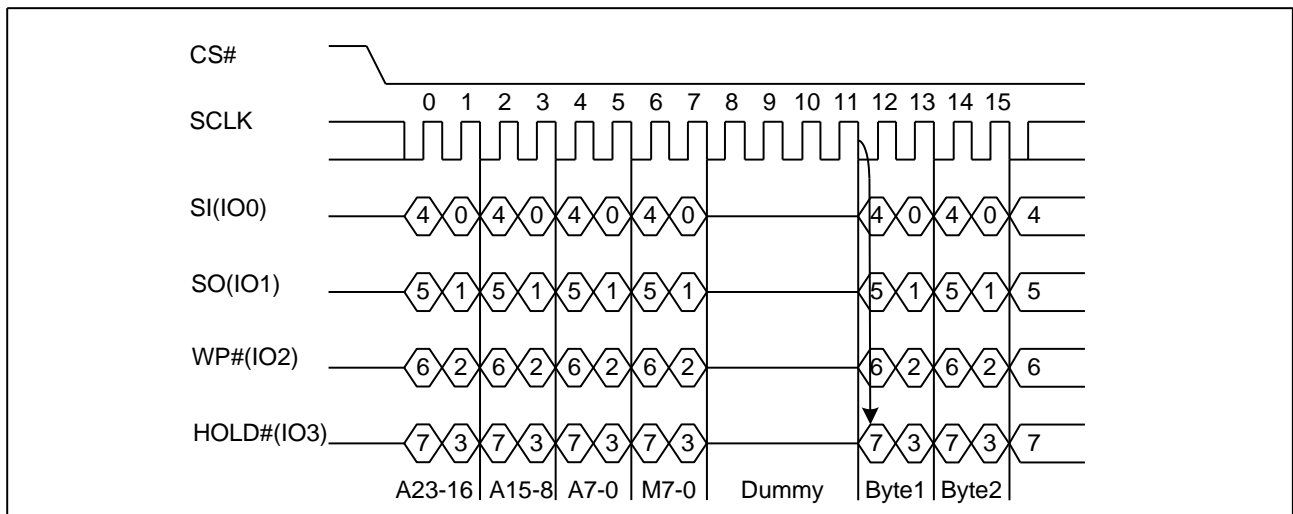 CS#
0 1 2 3 4 5 6 7 8 9 10 11 12 13 14 15
SCLK
SI(IO0) 4 0 4 0 4 0 4 0 4 0 4 0 4
SO(IO1) 5 1 5 1 5 1 5 1 5 1 5 1 5
WP#(IO2) 6 2 6 2 6 2 6 2 6 2 6 2 6
HOLD#(IO3) 7 3 7 3 7 3 7 3 7 3 7 3 7
A23-16 A15-8 A7-0 M7-0 Dummy Byte1 Byte2